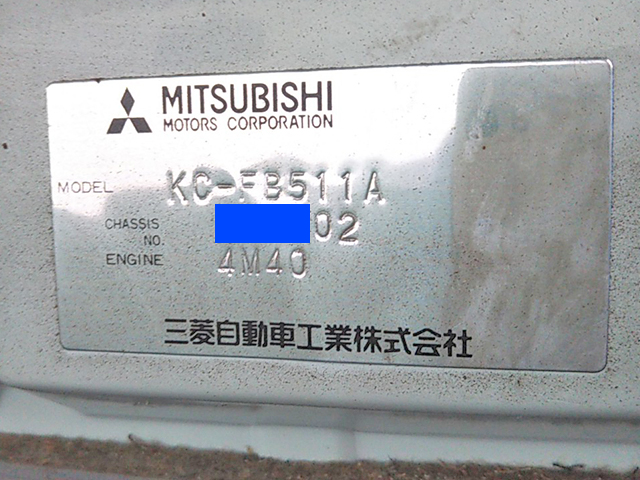 MITSUBISHI
MOTORS CORPORATION
MODEL KC-FB511A
CHASSIS NO. 02
ENGINE 4M40
三菱自動車工業株式会社